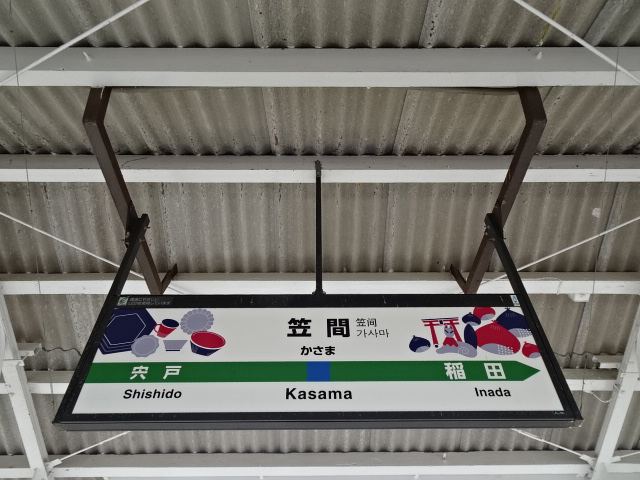 笠間 笠间
가사마
かさま
宍戸 稲田
Shishido Kasama Inada